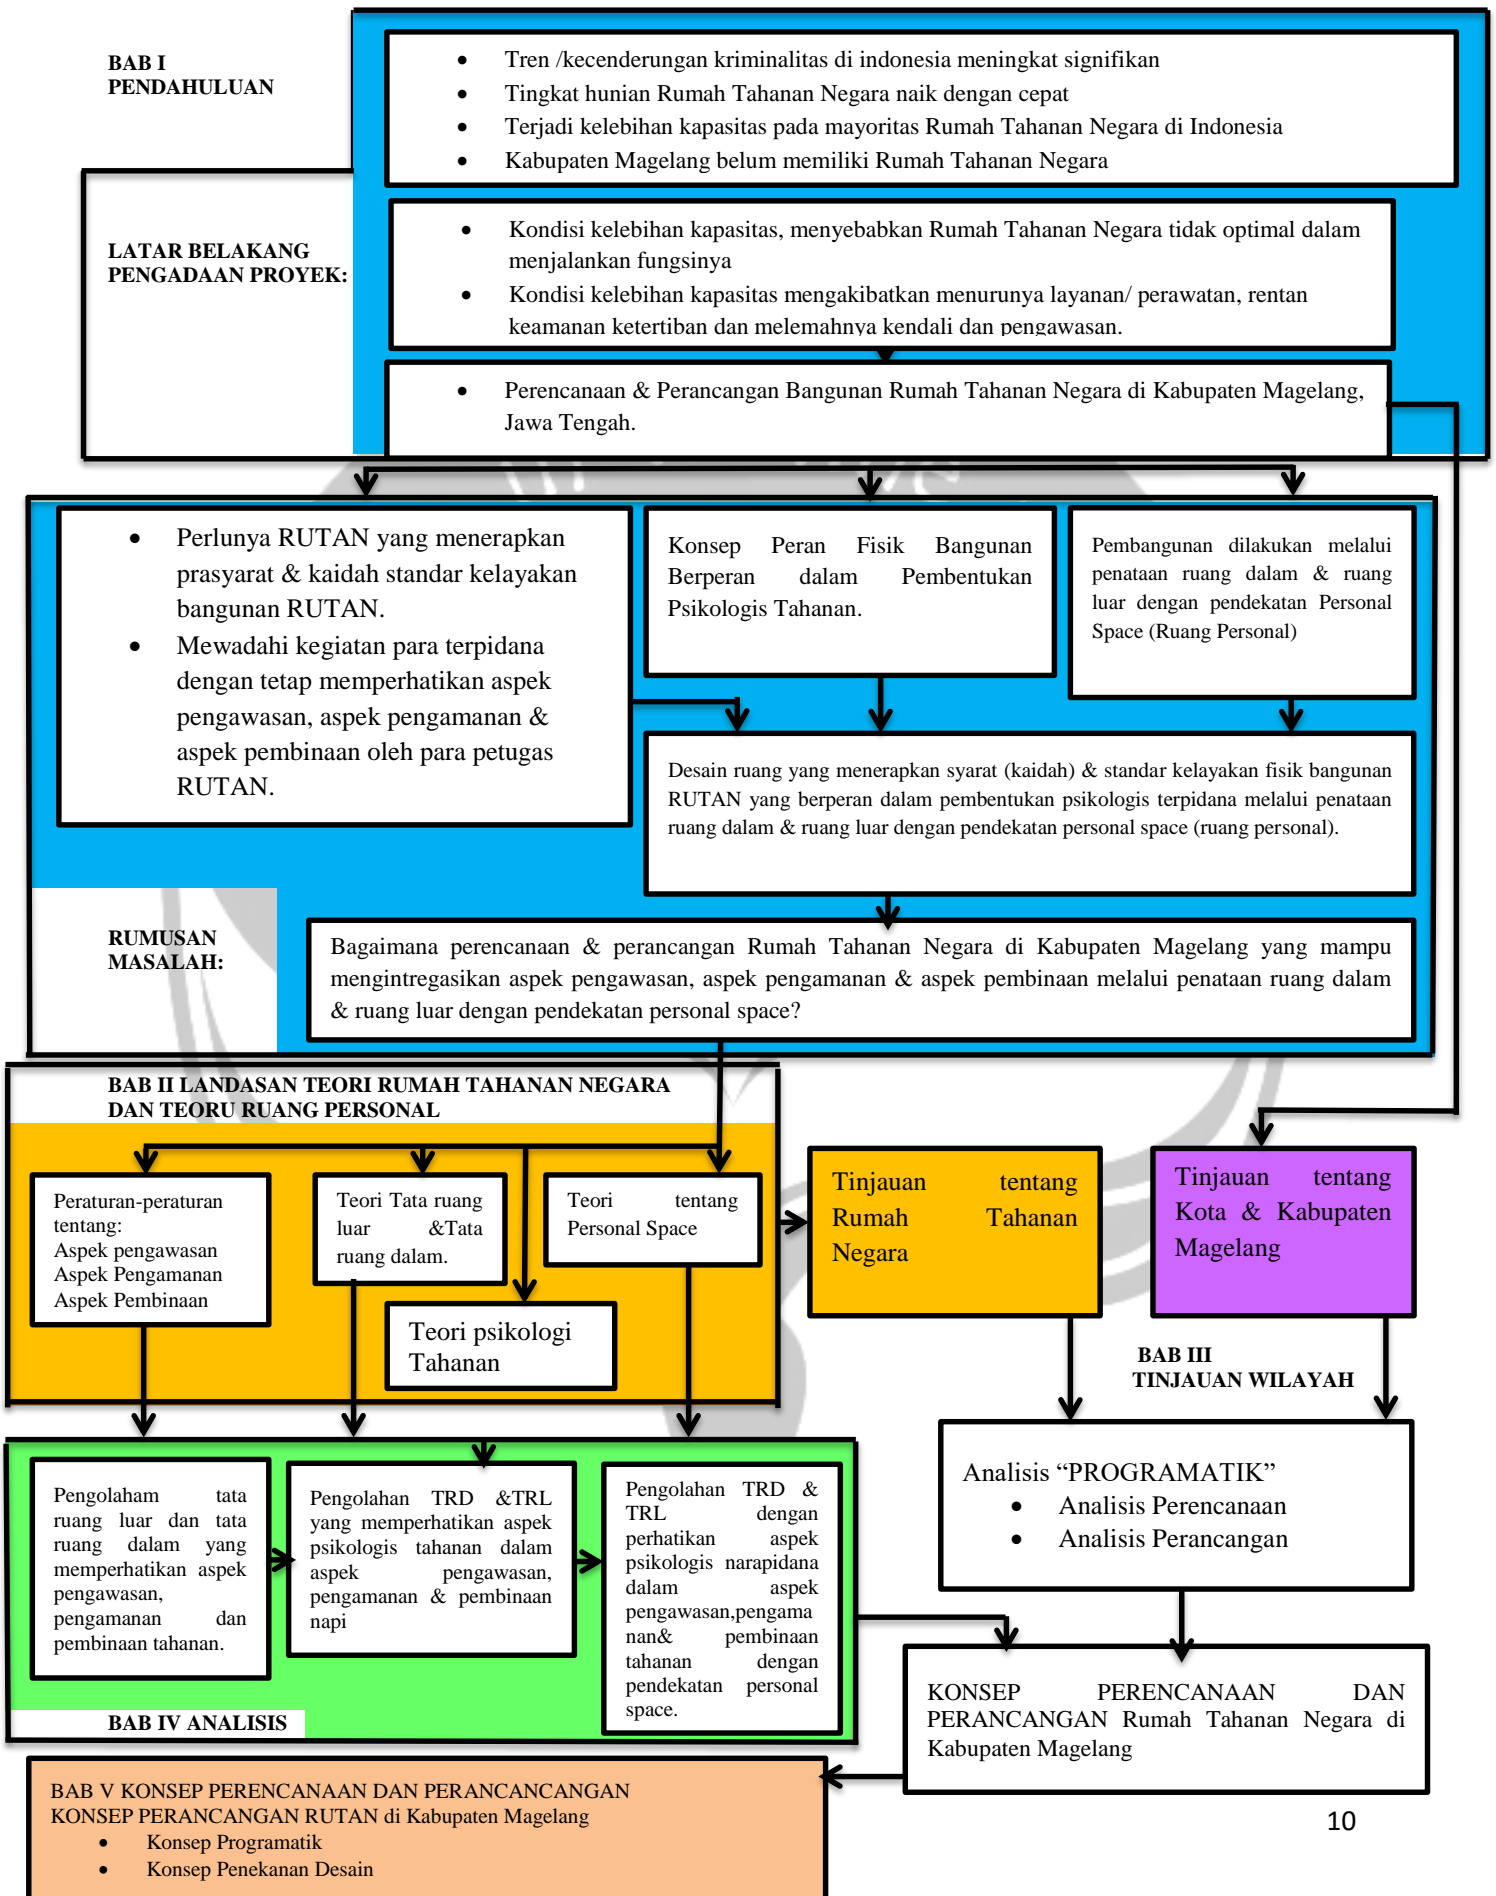 BAB I
PENDAHULUAN
• Tren /kecenderungan kriminalitas di indonesia meningkat signifikan
• Tingkat hunian Rumah Tahanan Negara naik dengan cepat
• Terjadi kelebihan kapasitas pada mayoritas Rumah Tahanan Negara di Indonesia
• Kabupaten Magelang belum memiliki Rumah Tahanan Negara
LATAR BELAKANG
PENGADAAN PROYEK:
• Kondisi kelebihan kapasitas, menyebabkan Rumah Tahanan Negara tidak optimal dalam
menjalankan fungsinya
• Kondisi kelebihan kapasitas mengakibatkan menurunya layanan/ perawatan, rentan
keamanan ketertiban dan melemahnya kendali dan pengawasan.
• Perencanaan & Perancangan Bangunan Rumah Tahanan Negara di Kabupaten Magelang,
Jawa Tengah.
• Perlunya RUTAN yang menerapkan
prasyarat & kaidah standar kelayakan
bangunan RUTAN.
• Mewadahi kegiatan para terpidana
dengan tetap memperhatikan aspek
pengawasan, aspek pengamanan &
aspek pembinaan oleh para petugas
RUTAN.
Konsep Peran Fisik Bangunan
Berperan dalam Pembentukan
Psikologis Tahanan.
Pembangunan dilakukan melalui
penataan ruang dalam & ruang
luar dengan pendekatan Personal
Space (Ruang Personal)
Desain ruang yang menerapkan syarat (kaidah) & standar kelayakan fisik bangunan
RUTAN yang berperan dalam pembentukan psikologis terpidana melalui penataan
ruang dalam & ruang luar dengan pendekatan personal space (ruang personal).
RUMUSAN
MASALAH:
Bagaimana perencanaan & perancangan Rumah Tahanan Negara di Kabupaten Magelang yang mampu
mengintregasikan aspek pengawasan, aspek pengamanan & aspek pembinaan melalui penataan ruang dalam
& ruang luar dengan pendekatan personal space?
BAB II LANDASAN TEORI RUMAH TAHANAN NEGARA
DAN TEORU RUANG PERSONAL
Peraturan-peraturan
tentang:
Aspek pengawasan
Aspek Pengamanan
Aspek Pembinaan
Teori Tata ruang
luar &Tata
ruang dalam.
Teori tentang
Personal Space
Teori psikologi
Tahanan
Tinjauan tentang
Rumah Tahanan
Negara
Tinjauan tentang
Kota & Kabupaten
Magelang
BAB III
TINJAUAN WILAYAH
Analisis “PROGRAMATIK”
• Analisis Perencanaan
• Analisis Perancangan
Pengolaham tata
ruang luar dan tata
ruang dalam yang
memperhatikan aspek
pengawasan,
pengamanan dan
pembinaan tahanan.
Pengolahan TRD &TRL
yang memperhatikan aspek
psikologis tahanan dalam
aspek pengawasan,
pengamanan & pembinaan
napi
Pengolahan TRD &
TRL dengan
perhatikan aspek
psikologis narapidana
dalam aspek
pengawasan,pengama
nan& pembinaan
tahanan dengan
pendekatan personal
space.
BAB IV ANALISIS
KONSEP PERENCANAAN DAN
PERANCANGAN Rumah Tahanan Negara di
Kabupaten Magelang
BAB V KONSEP PERENCANAAN DAN PERANCANCANGAN
KONSEP PERANCANGAN RUTAN di Kabupaten Magelang
• Konsep Programatik
• Konsep Penekanan Desain
10